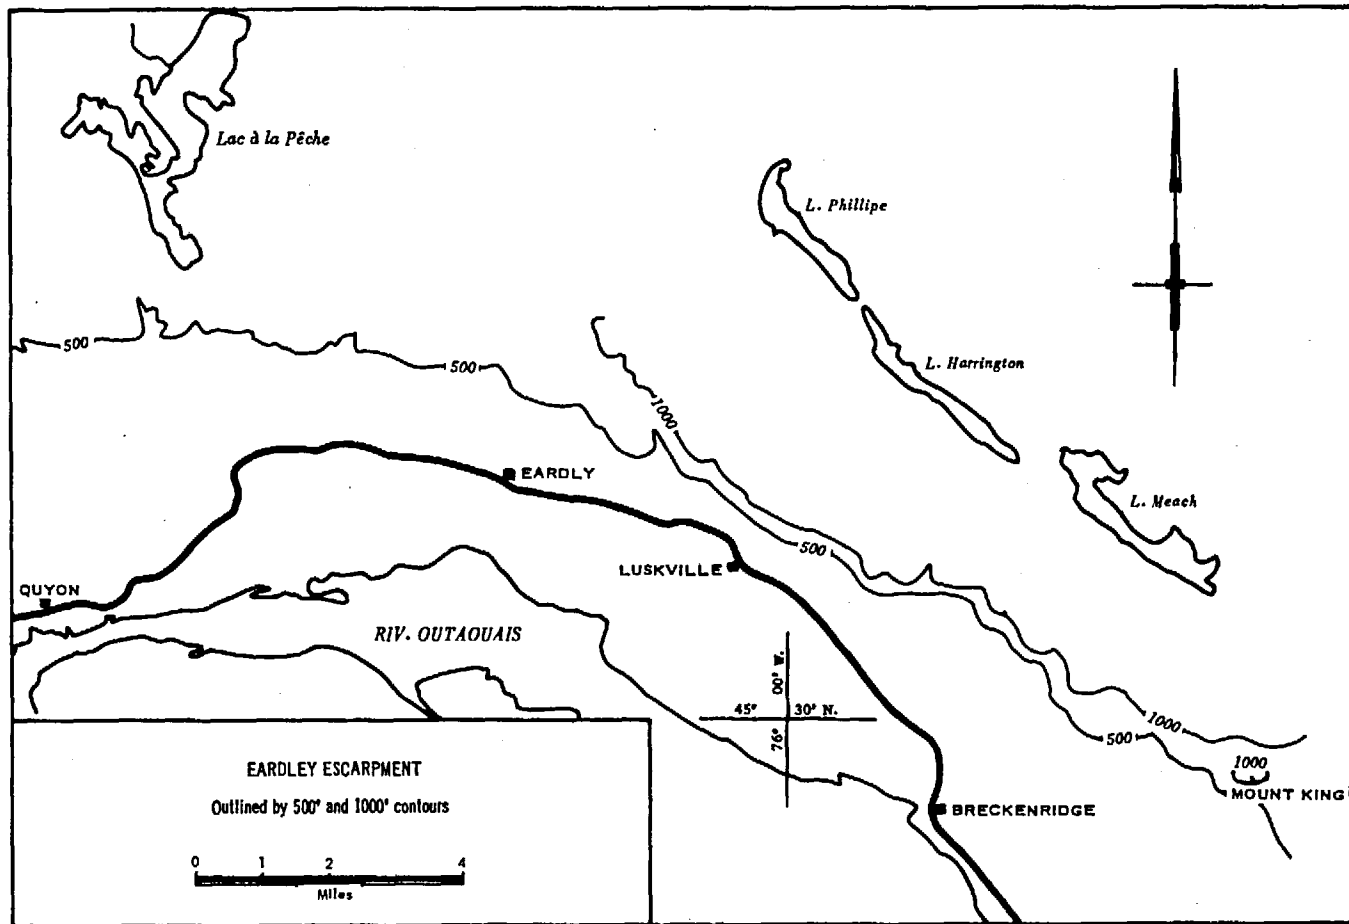 Lac à la Pêche
L. Phillipe
500
500
L. Harrington
1000
EARDLY
L. Meach
500
LUSKVILLE
QUYON
RIV. OUTAOUAIS
00' W.
45° 30' N.
76°
1000
500
1000
MOUNT KING
BRECKENRIDGE
EARDLEY ESCARPMENT
Outlined by 500' and 1000' contours
0 1 2 4
Miles